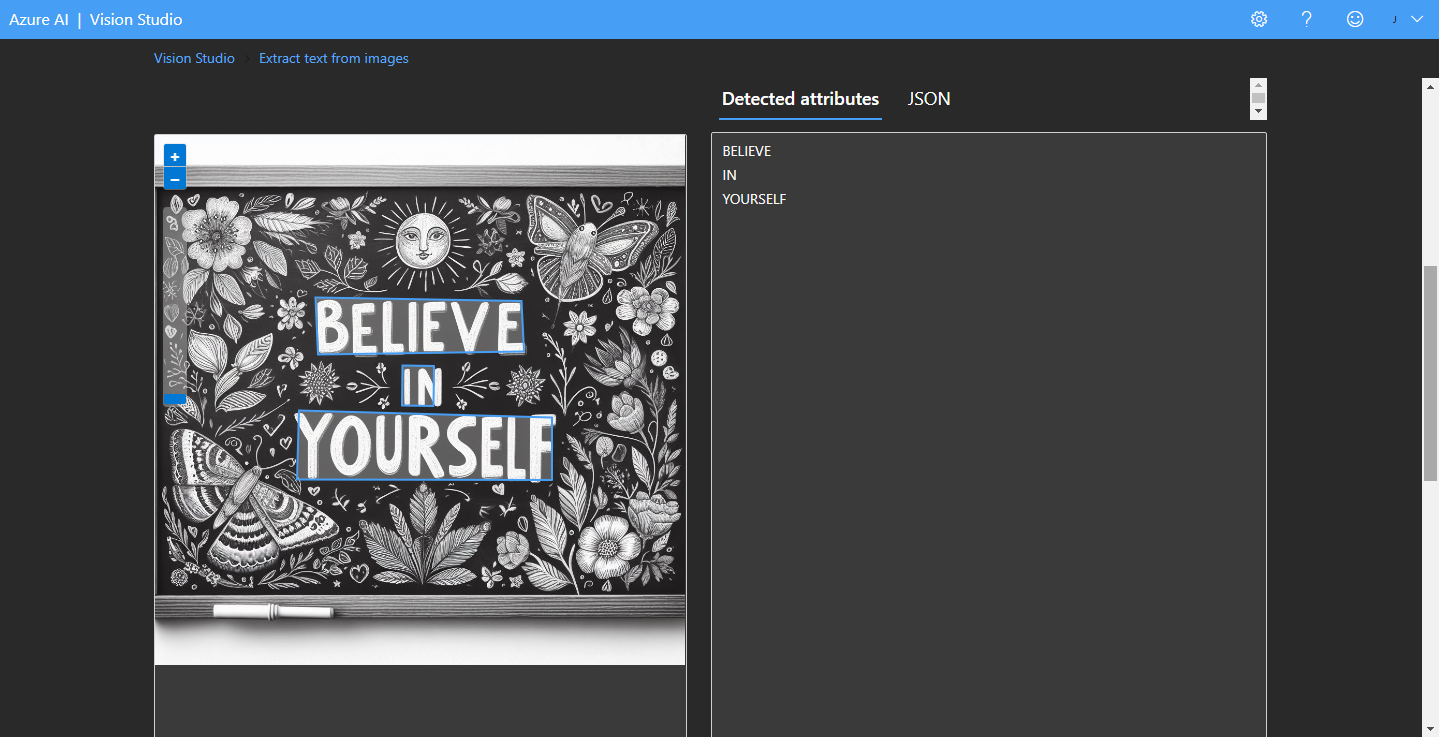 Azure AI | Vision Studio
J
Vision Studio > Extract text from images
Detected attributes
JSON
+
−
BELIEVE
IN
YOURSELF
BELIEVE
IN
YOURSELF